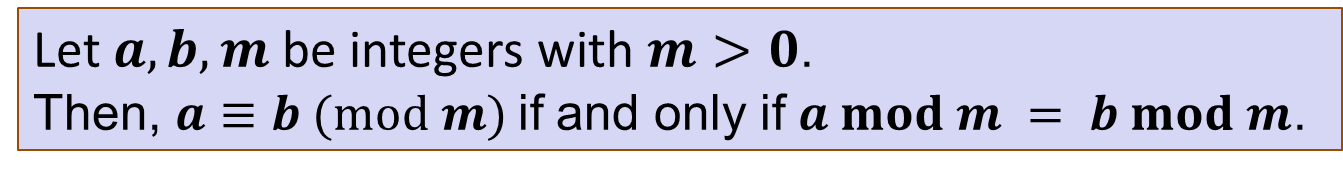 Let a, b, m be integers with m > 0.
Then, a ≡ b (mod m) if and only if a mod m = b mod m.